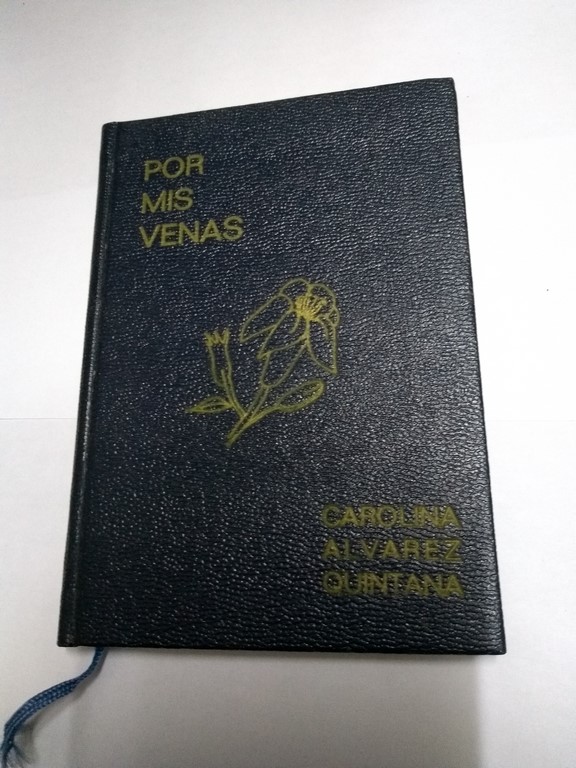 POR
MIS
VENAS
CAROLINA
ALVAREZ
QUINTANA